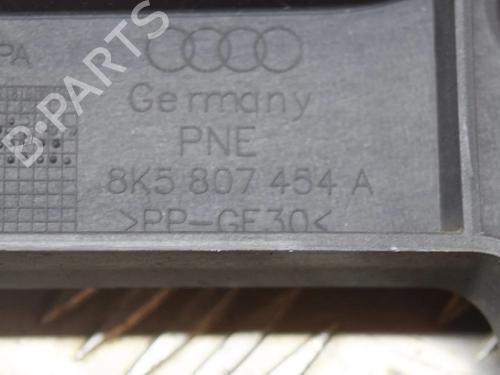 PA
Germany
PNE
8K5 807 454 A
>PP-GF30<
B-PARTS